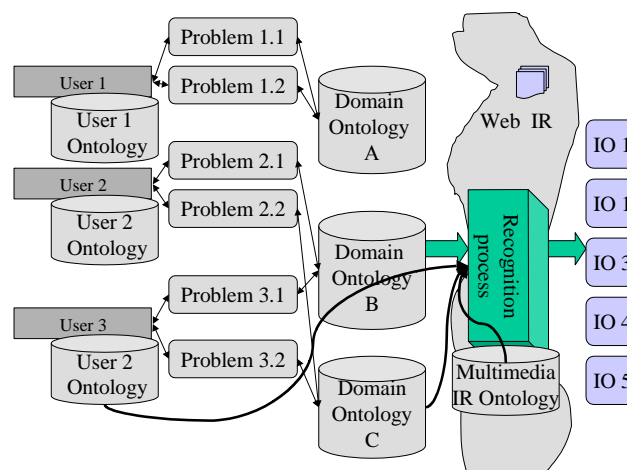 Problem 1.1
User 1
Problem 1.2
User 1
Ontology
Domain
Ontology
A
Web IR
IO 1
Problem 2.1
User 2
Problem 2.2
User 2
Ontology
IO 1
Domain
Ontology
B
Recognition
process
IO 3
Problem 3.1
User 3
Problem 3.2
User 2
Ontology
IO 4
Domain
Ontology
C
Multimedia
IR Ontology
IO 5